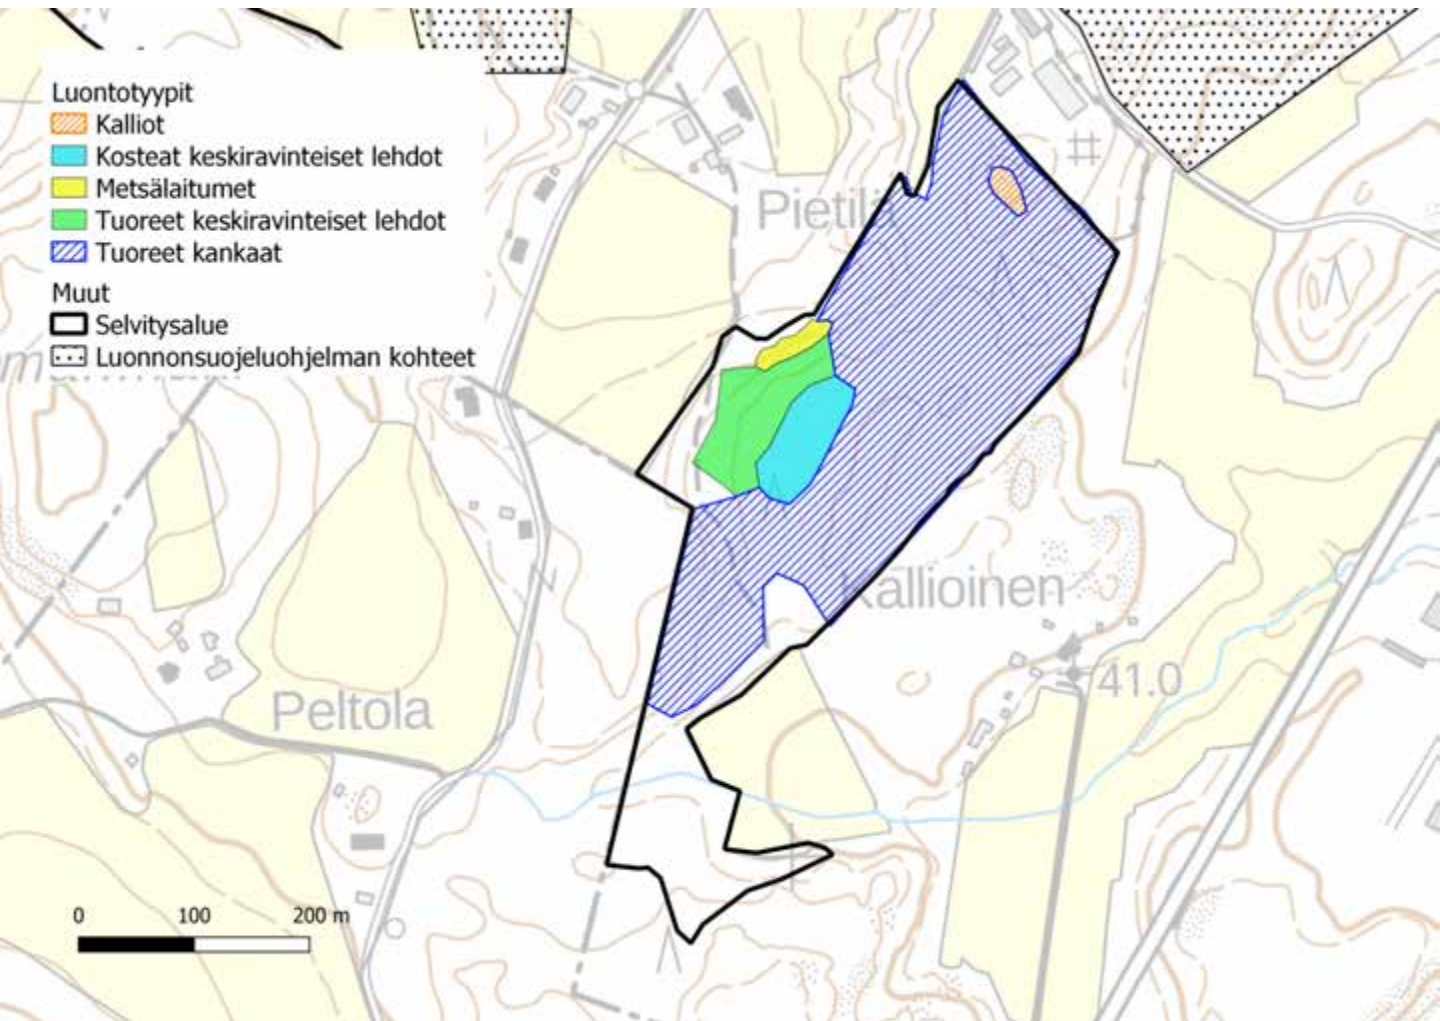 Luontotyypit
Kalliot
Kosteat keskiravinteiset lehdot
Metsälaitumet
Tuoreet keskiravinteiset lehdot
Tuoreet kankaat
Muut
Selvitysalue
Luonnonsuojeluohjelman kohteet
Pietilä
Kallioinen
41.0
Peltola
0 100 200 m